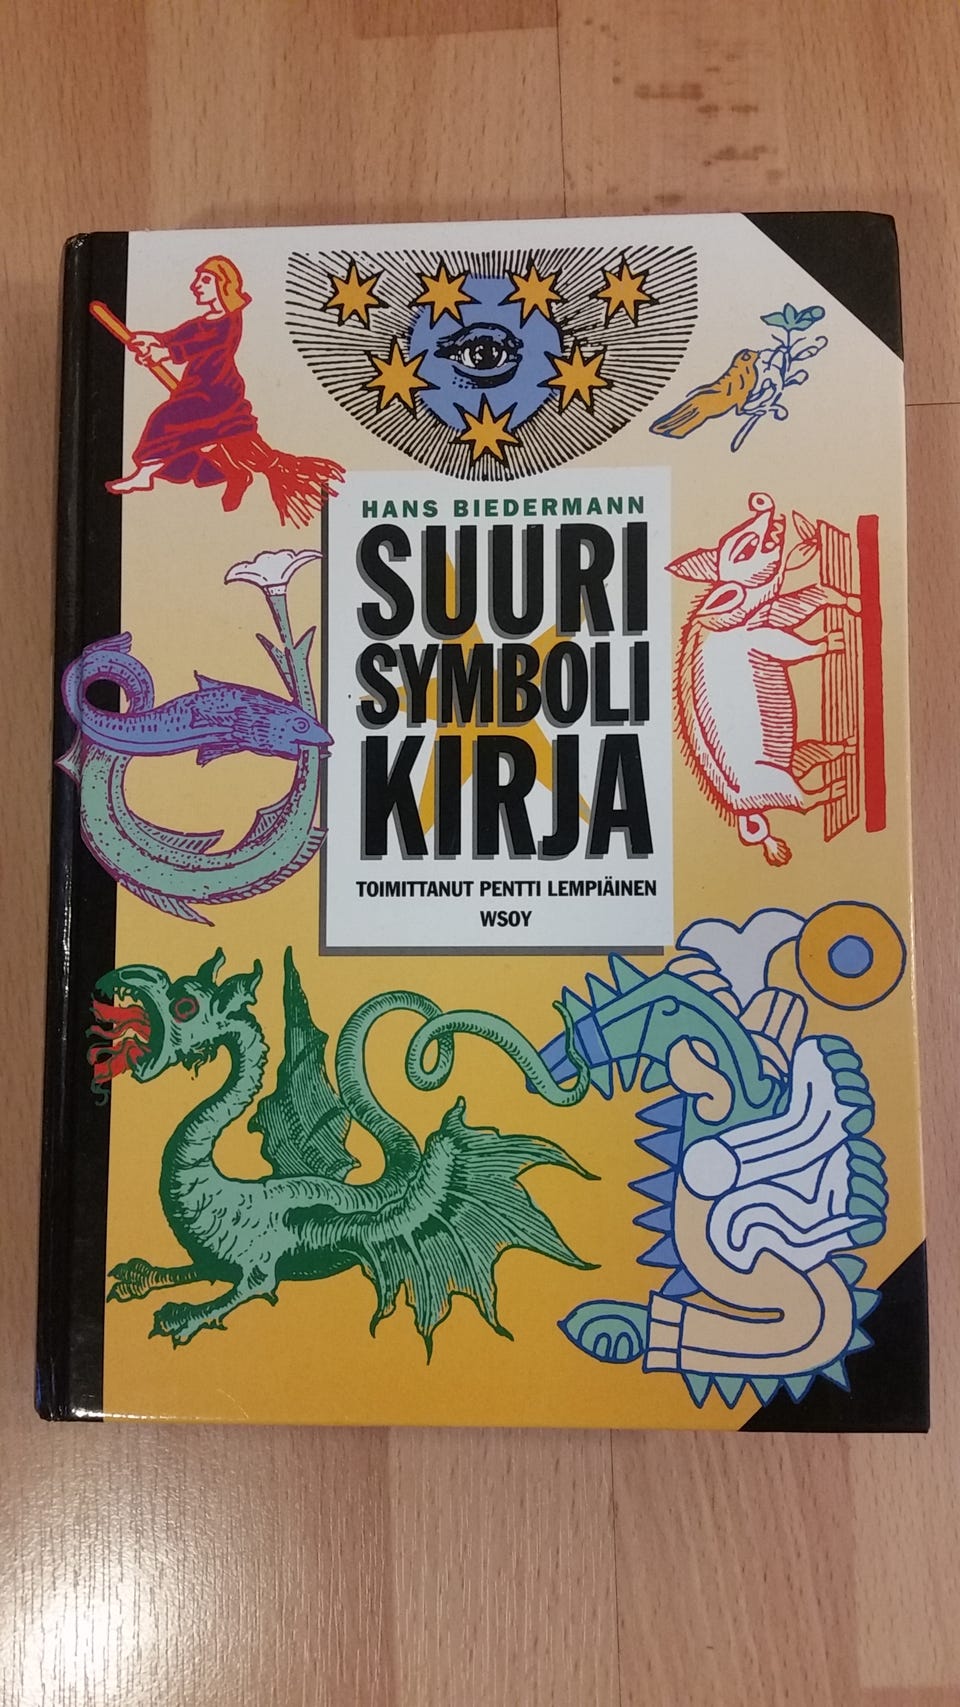 HANS BIEDERMANN
SUURI
SYMBOLI
KIRJA
TOIMITTANUT PENTTI LEMPIÄINEN
WSOY